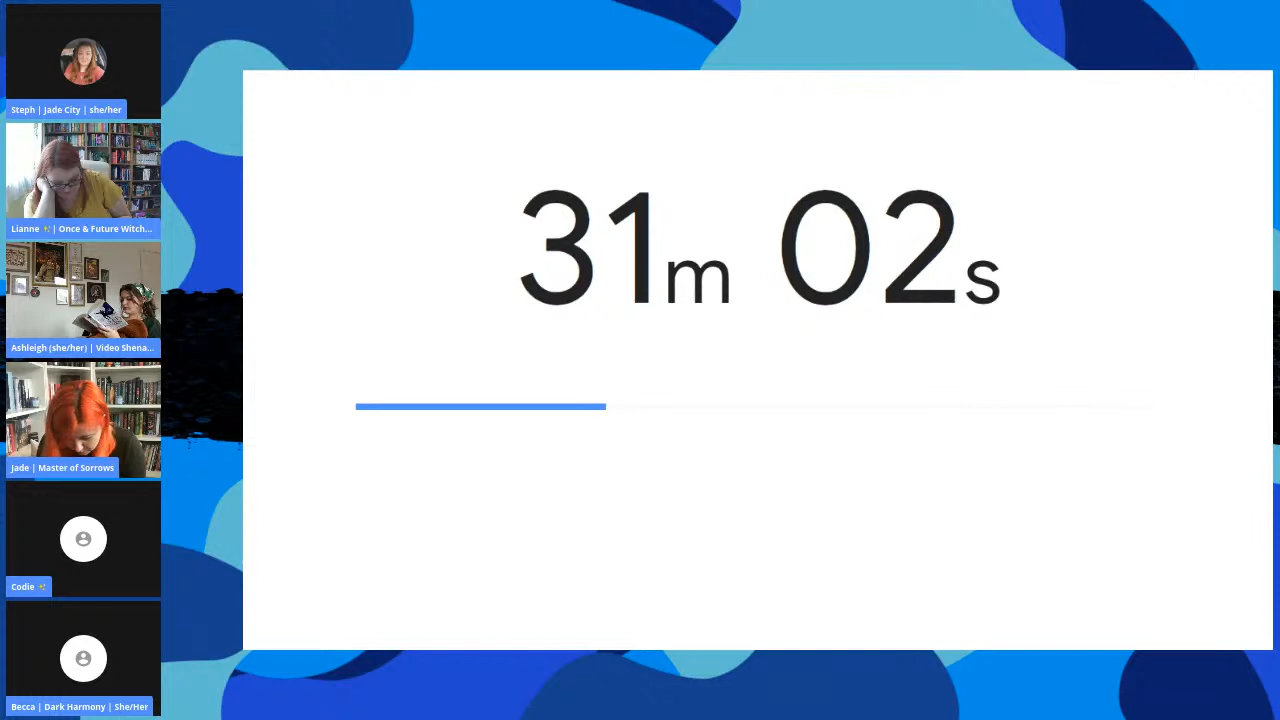 Steph | Jade City | she/her
Lianne ✨ | Once & Future Witch...
Ashleigh (she/her) | Video Shena...
Jade | Master of Sorrows
Codie ✨
Becca | Dark Harmony | She/Her
31m 02s